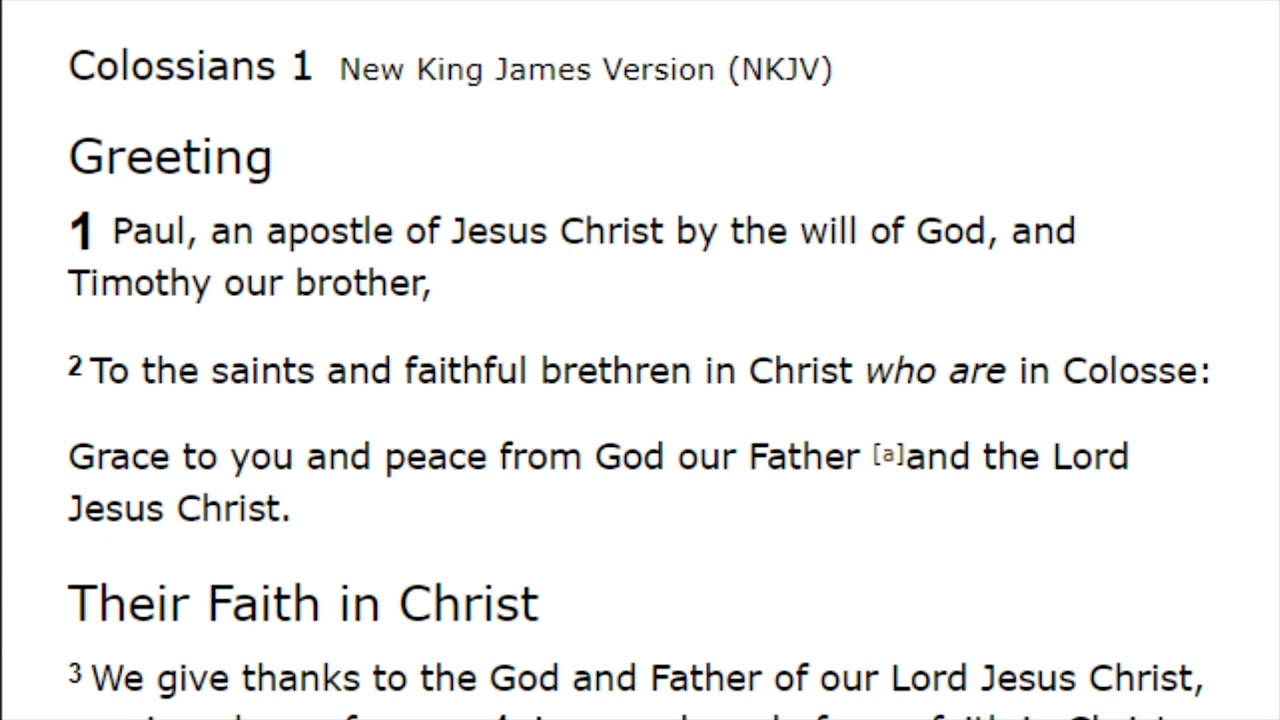 Colossians 1 New King James Version (NKJV)
Greeting
1 Paul, an apostle of Jesus Christ by the will of God, and
Timothy our brother,
2 To the saints and faithful brethren in Christ who are in Colosse:
Grace to you and peace from God our Father [a]and the Lord
Jesus Christ.
Their Faith in Christ
3 We give thanks to the God and Father of our Lord Jesus Christ,